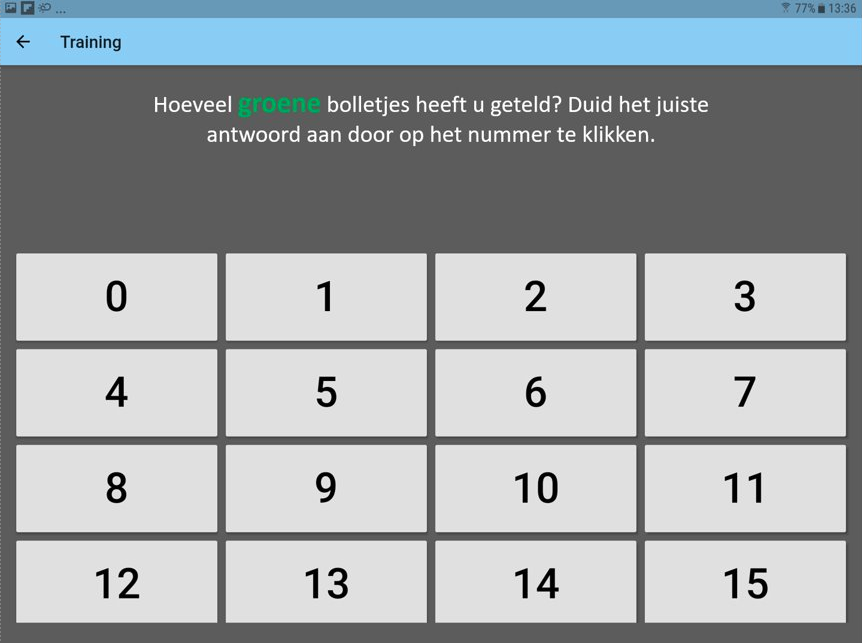 ... 77% 13:36
Training
Hoeveel groene bolletjes heeft u geteld? Duid het juiste
antwoord aan door op het nummer te klikken.
0 1 2 3
4 5 6 7
8 9 10 11
12 13 14 15